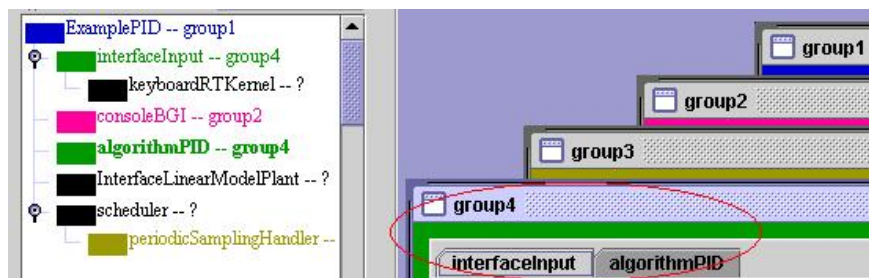 ExamplePID -- group1
interfaceInput -- group4
keyboardRTKernel -- ?
consoleBGI -- group2
algorithmPID -- group4
InterfaceLinearModelPlant -- ?
scheduler -- ?
periodicSamplingHandler --
group1
group2
group3
group4
interfaceInput algorithmPID